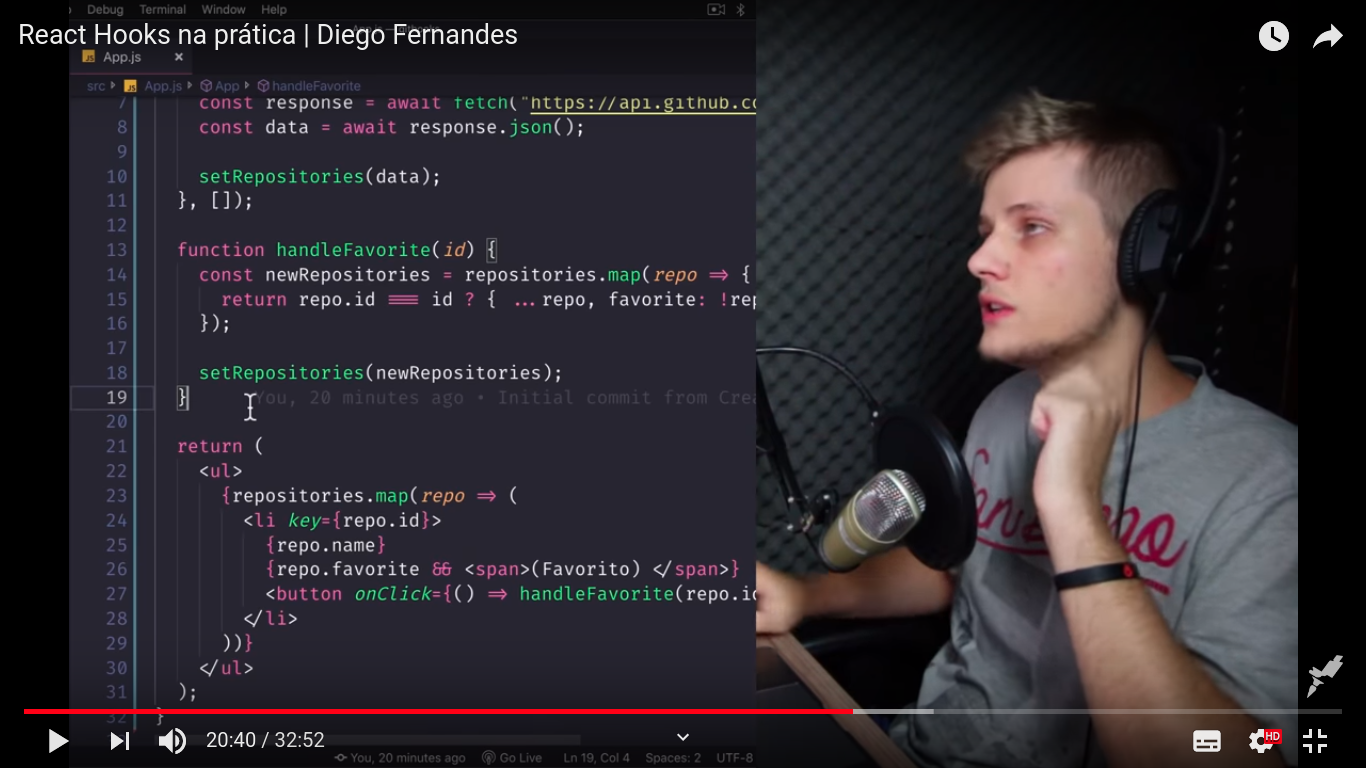 Debug Terminal Window Help
React Hooks na prática | Diego Fernandes
App.js
src App.js App handleFavorite
7 const response = await fetch("https://api.github.co
8 const data = await response.json();
9
10 setRepositories(data);
11 }, []);
12
13 function handleFavorite(id) {
14 const newRepositories = repositories.map(repo => {
15 return repo.id === id ? { ...repo, favorite: !rep
16 });
17
18 setRepositories(newRepositories);
19 } You, 20 minutes ago • Initial commit from Crea
20
21 return (
22 <ul>
23 {repositories.map(repo => (
24 <li key={repo.id}>
25 {repo.name}
26 {repo.favorite && <span>(Favorito) </span>}
27 <button onClick={() => handleFavorite(repo.id
28 </li>
29 ))}
30 </ul>
31 );
32 }
20:40 / 32:52
HD
You, 20 minutes ago Go Live Ln 19, Col 4 Spaces: 2 UTF-8